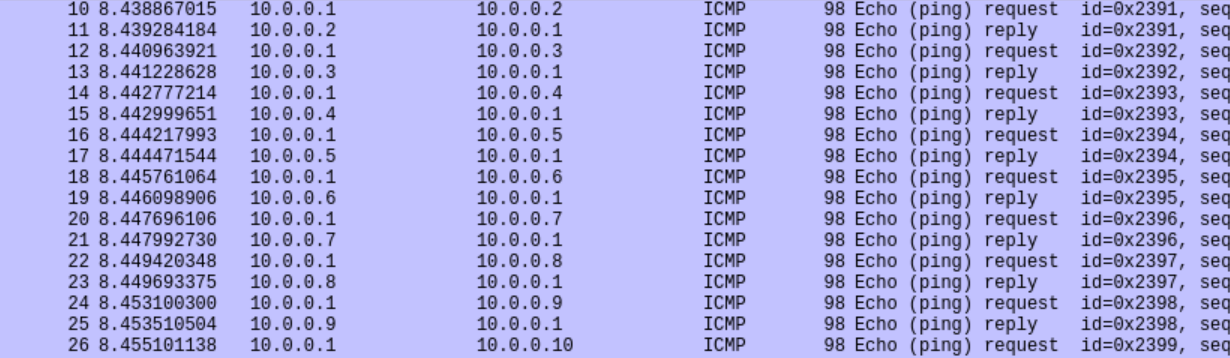 10 8.438867015 10.0.0.1 10.0.0.2 ICMP 98 Echo (ping) request id=0x2391, seq
11 8.439284184 10.0.0.2 10.0.0.1 ICMP 98 Echo (ping) reply id=0x2391, seq
12 8.440963921 10.0.0.1 10.0.0.3 ICMP 98 Echo (ping) request id=0x2392, seq
13 8.441228628 10.0.0.3 10.0.0.1 ICMP 98 Echo (ping) reply id=0x2392, seq
14 8.442777214 10.0.0.1 10.0.0.4 ICMP 98 Echo (ping) request id=0x2393, seq
15 8.442999651 10.0.0.4 10.0.0.1 ICMP 98 Echo (ping) reply id=0x2393, seq
16 8.444217993 10.0.0.1 10.0.0.5 ICMP 98 Echo (ping) request id=0x2394, seq
17 8.444471544 10.0.0.5 10.0.0.1 ICMP 98 Echo (ping) reply id=0x2394, seq
18 8.445761064 10.0.0.1 10.0.0.6 ICMP 98 Echo (ping) request id=0x2395, seq
19 8.446098906 10.0.0.6 10.0.0.1 ICMP 98 Echo (ping) reply id=0x2395, seq
20 8.447696106 10.0.0.1 10.0.0.7 ICMP 98 Echo (ping) request id=0x2396, seq
21 8.447992730 10.0.0.7 10.0.0.1 ICMP 98 Echo (ping) reply id=0x2396, seq
22 8.449420348 10.0.0.1 10.0.0.8 ICMP 98 Echo (ping) request id=0x2397, seq
23 8.449693375 10.0.0.8 10.0.0.1 ICMP 98 Echo (ping) reply id=0x2397, seq
24 8.453100300 10.0.0.1 10.0.0.9 ICMP 98 Echo (ping) request id=0x2398, seq
25 8.453510504 10.0.0.9 10.0.0.1 ICMP 98 Echo (ping) reply id=0x2398, seq
26 8.455101138 10.0.0.1 10.0.0.10 ICMP 98 Echo (ping) request id=0x2399, seq